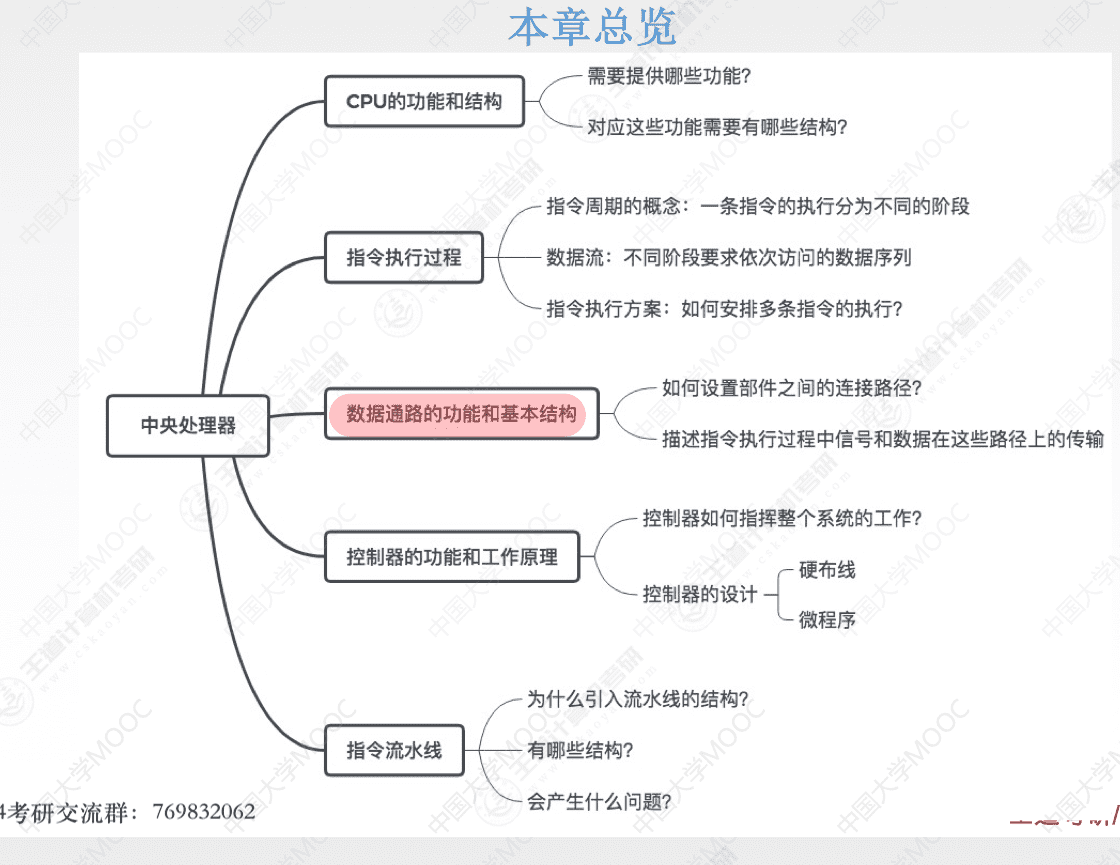 本章总览
CPU的功能和结构
需要提供哪些功能?
对应这些功能需要有哪些结构?
指令执行过程
指令周期的概念：一条指令的执行分为不同的阶段
数据流：不同阶段要求依次访问的数据序列
指令执行方案：如何安排多条指令的执行?
中央处理器
数据通路的功能和基本结构
如何设置部件之间的连接路径?
描述指令执行过程中信号和数据在这些路径上的传输
控制器的功能和工作原理
控制器如何指挥整个系统的工作?
控制器的设计
硬布线
微程序
指令流水线
为什么引入流水线的结构?
有哪些结构?
会产生什么问题?
4考研交流群：769832062
中国大学MOOC
王道计算机考研
www.cskaoyan.com